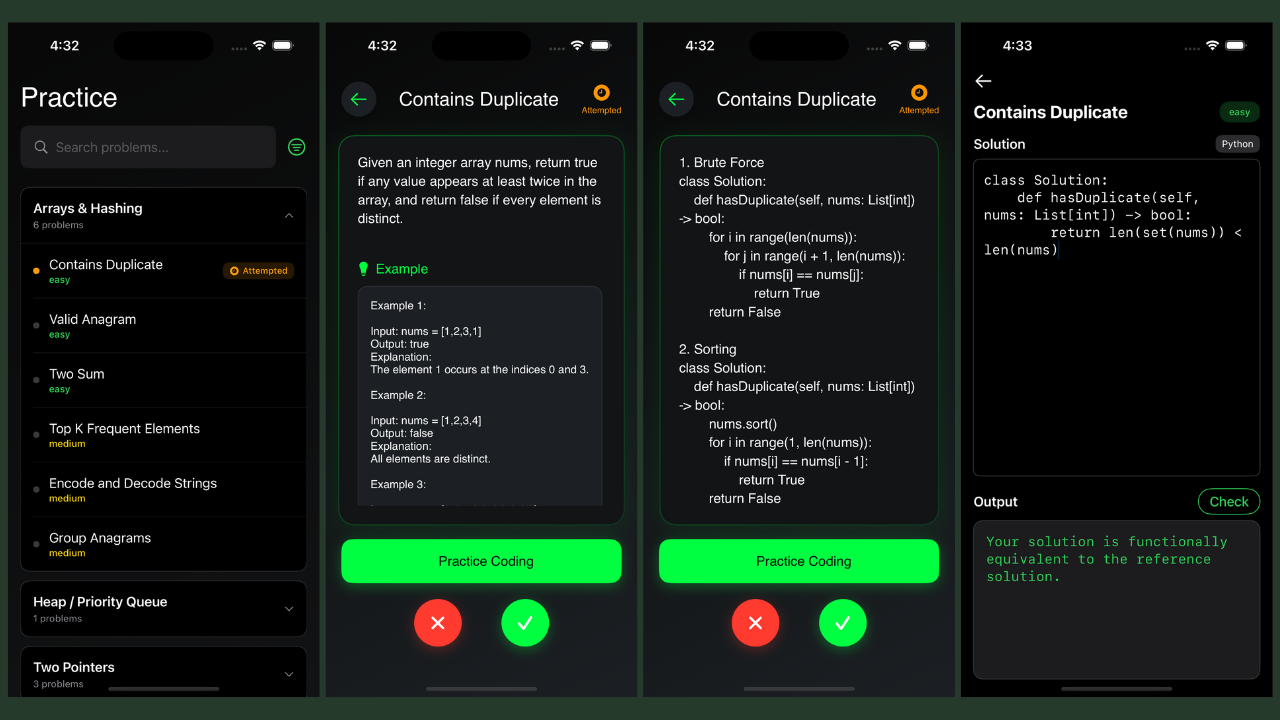 4:32
Practice
Search problems...
Arrays & Hashing
6 problems
Contains Duplicate
Attempted
easy
Valid Anagram
easy
Two Sum
easy
Top K Frequent Elements
medium
Encode and Decode Strings
medium
Group Anagrams
medium
Heap / Priority Queue
1 problems
Two Pointers
3 problems
4:32
Contains Duplicate
Attempted
Given an integer array nums, return true
if any value appears at least twice in the
array, and return false if every element is
distinct.
Example
Example 1:
Input: nums = [1,2,3,1]
Output: true
Explanation:
The element 1 occurs at the indices 0 and 3.
Example 2:
Input: nums = [1,2,3,4]
Output: false
Explanation:
All elements are distinct.
Example 3:
Practice Coding
4:32
Contains Duplicate
Attempted
1. Brute Force
class Solution:
    def hasDuplicate(self, nums: List[int])
-> bool:
        for i in range(len(nums)):
            for j in range(i + 1, len(nums)):
                if nums[i] == nums[j]:
                    return True
        return False
2. Sorting
class Solution:
    def hasDuplicate(self, nums: List[int])
-> bool:
        nums.sort()
        for i in range(1, len(nums)):
            if nums[i] == nums[i - 1]:
                return True
        return False
Practice Coding
4:33
Contains Duplicate
easy
Solution
Python
class Solution:
    def hasDuplicate(self,
nums: List[int]) -> bool:
        return len(set(nums)) <
len(nums)
Output
Check
Your solution is functionally
equivalent to the reference
solution.